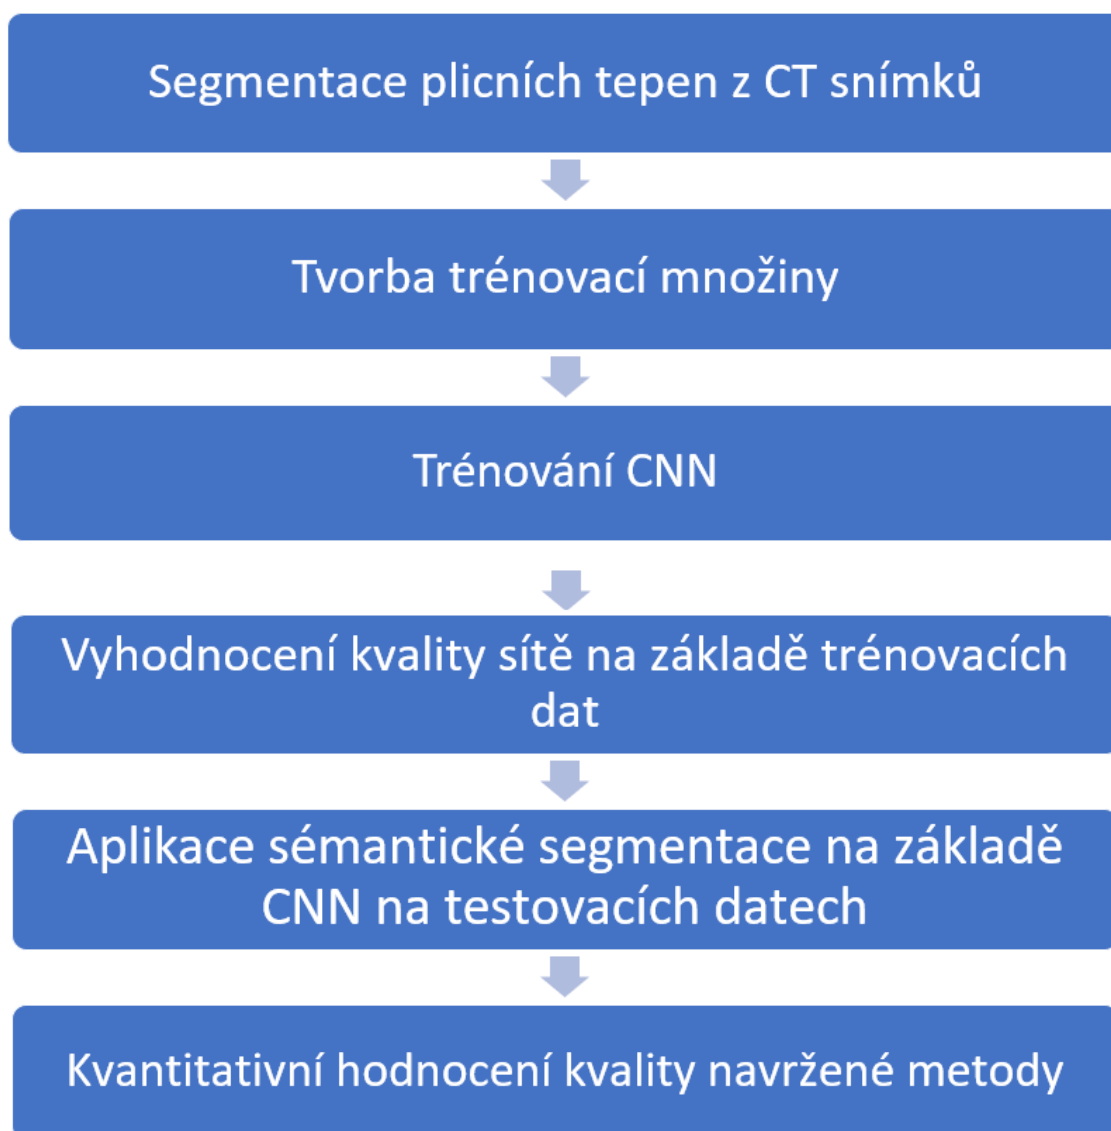 Segmentace plicních tepen z CT snímků
Tvorba trénovací množiny
Trénování CNN
Vyhodnocení kvality sítě na základě trénovacích
dat
Aplikace sémantické segmentace na základě
CNN na testovacích datech
Kvantitativní hodnocení kvality navržené metody